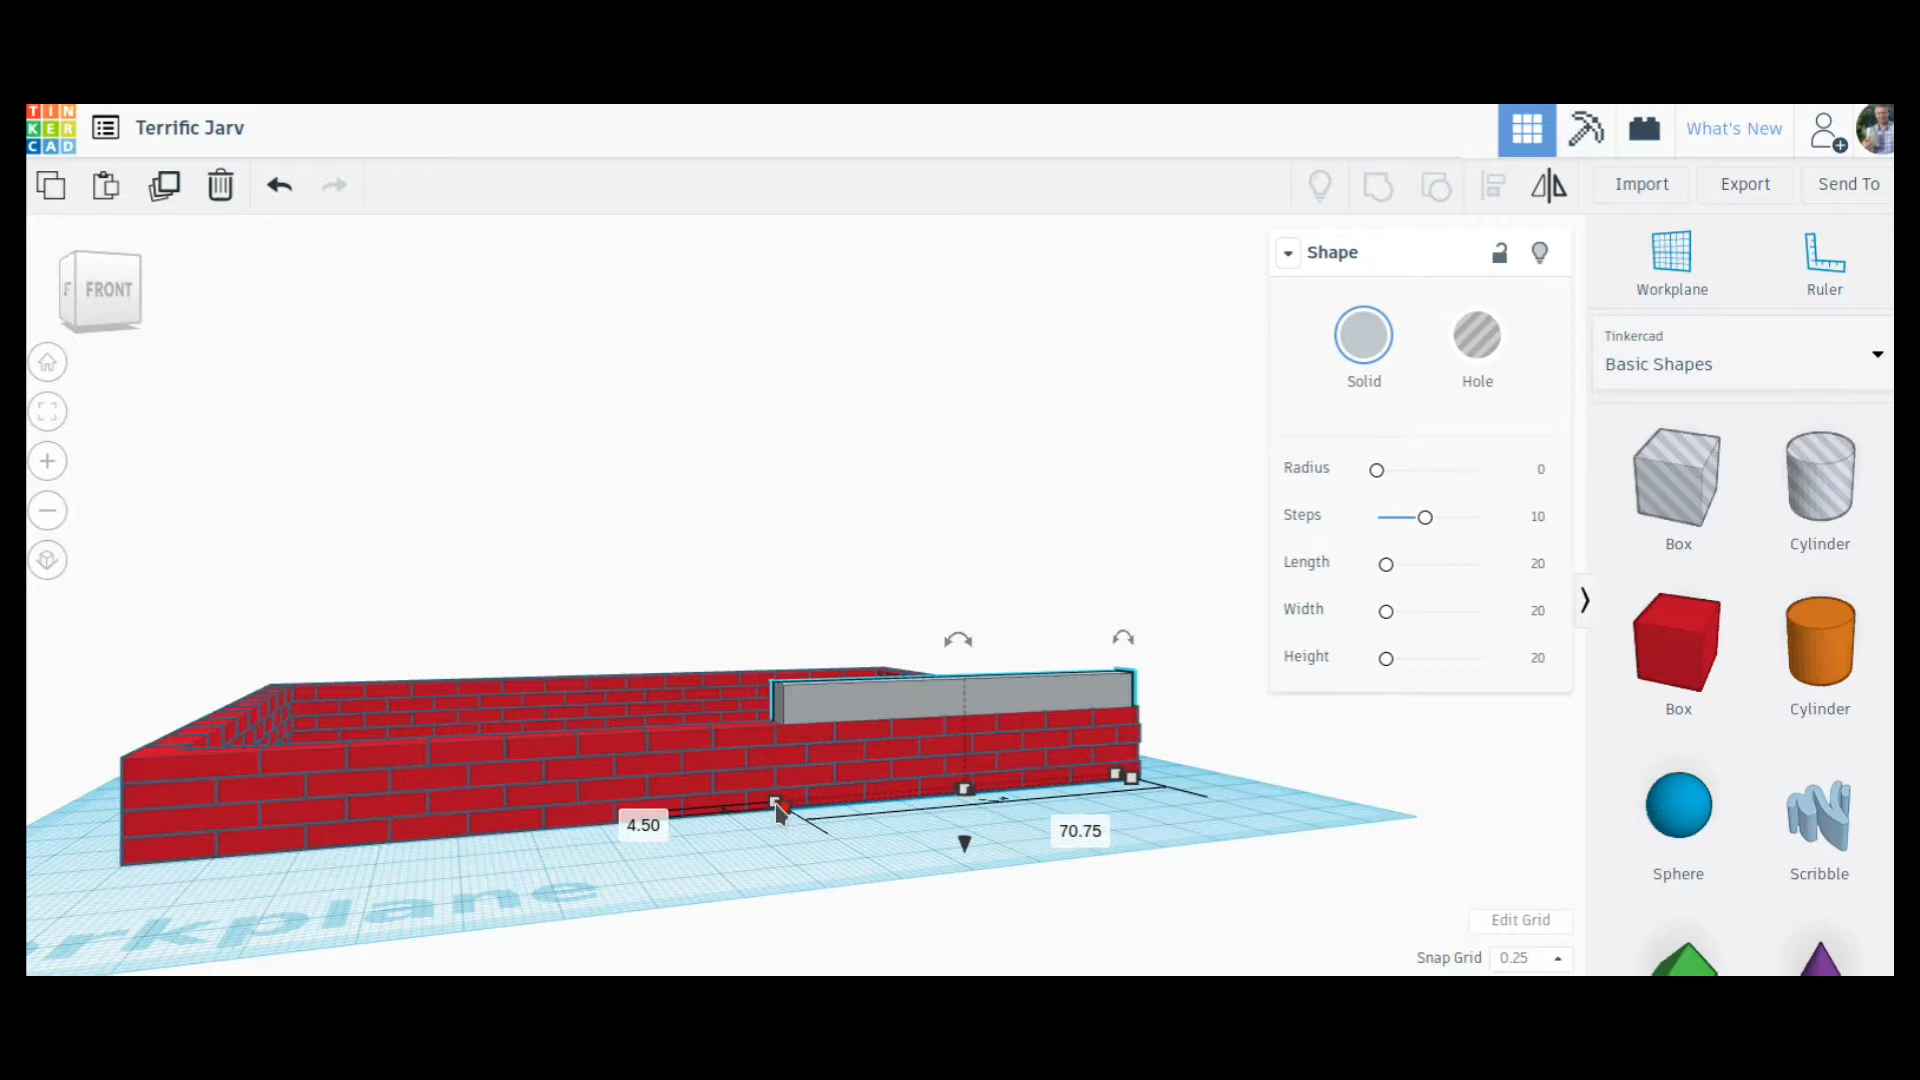 TIN
KER
CAD
Terrific Jarv
What's New
Import
Export
Send To
FRONT
Shape
Solid
Hole
Radius 0
Steps 10
Length 20
Width 20
Height 20
Workplane
Ruler
Tinkercad
Basic Shapes
Box
Cylinder
Box
Cylinder
Sphere
Scribble
4.50
70.75
rkplane
Edit Grid
Snap Grid 0.25